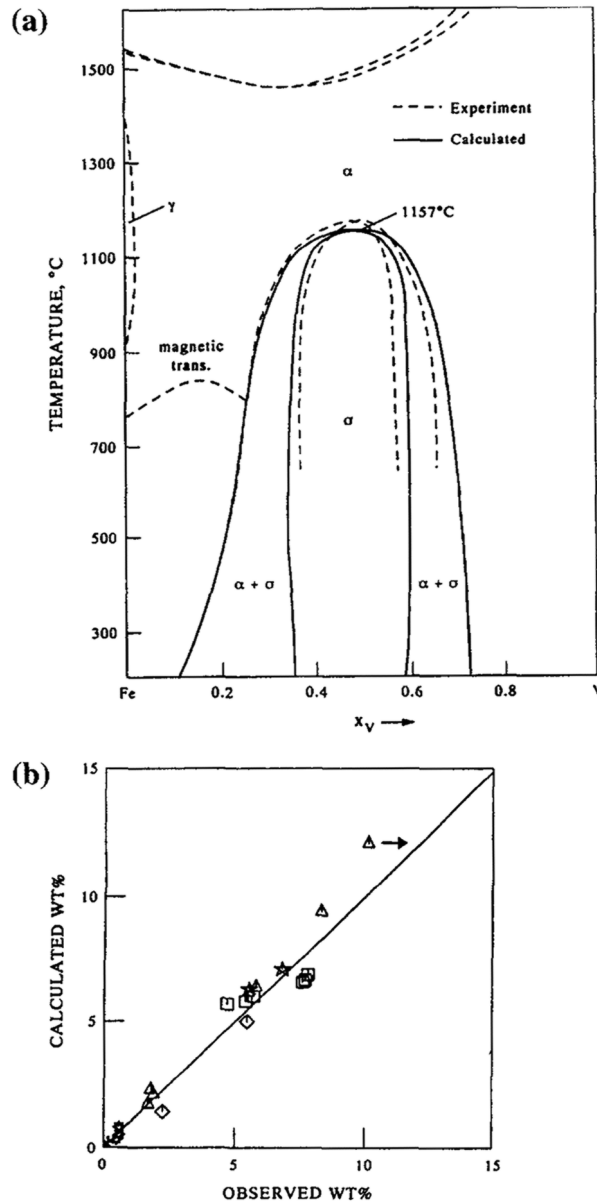 (a)
1500
1300
1100
900
700
500
300
TEMPERATURE, °C
Experiment
Calculated
α
γ
1157°C
magnetic
trans.
σ
α + σ
α + σ
Fe
0.2
0.4
0.6
0.8
x_V
(b)
15
10
5
0
CALCULATED WT%
0
5
10
15
OBSERVED WT%